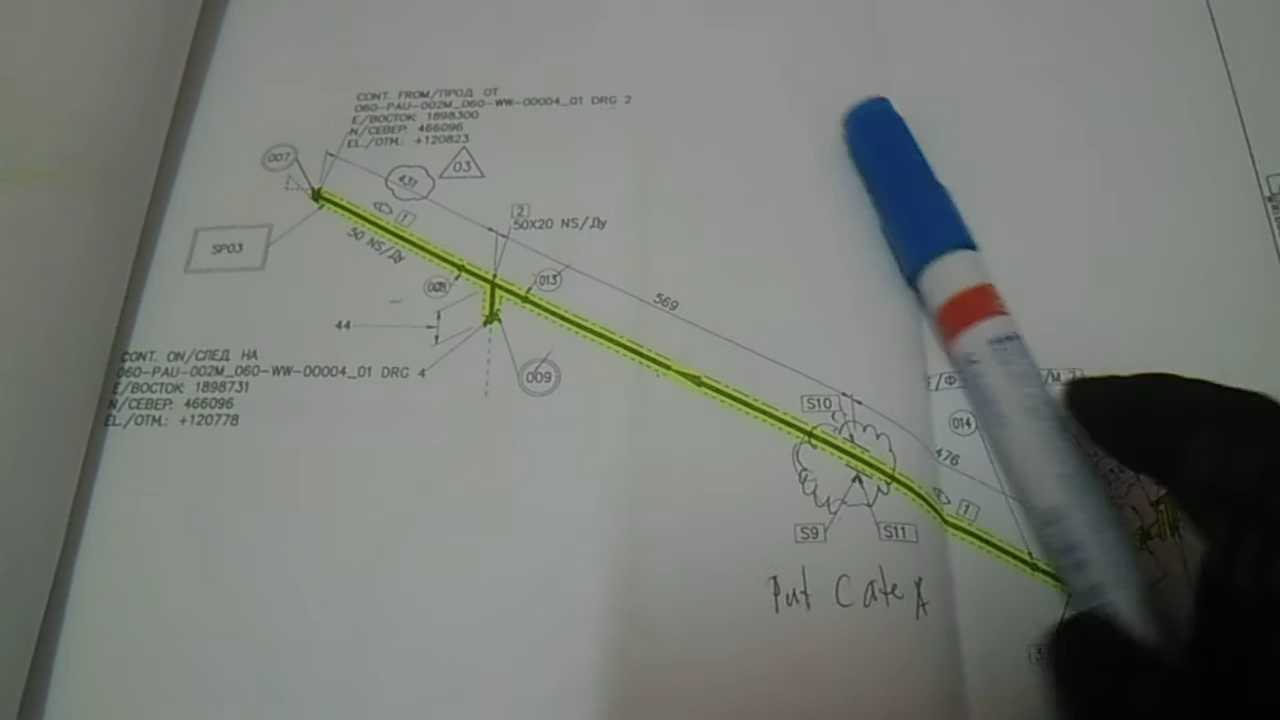 CONT. FROM/ПРОД ОТ
060-PAU-002M_060-WW-00004_01 DRG 2
E/ВОСТОК: 1898300
N/СЕВЕР: 466096
EL./ОТМ.: +120823
007
431
03
1
2
50X20 NS/Ду
SP03
50 NS/Ду
008
013
569
44
009
CONT. ON/СЛЕД НА
060-PAU-002M_060-WW-00004_01 DRG 4
E/ВОСТОК: 1898731
N/СЕВЕР: 466096
EL./ОТМ.: +120778
S10
014
476
1
S9
S11
Put Cate A